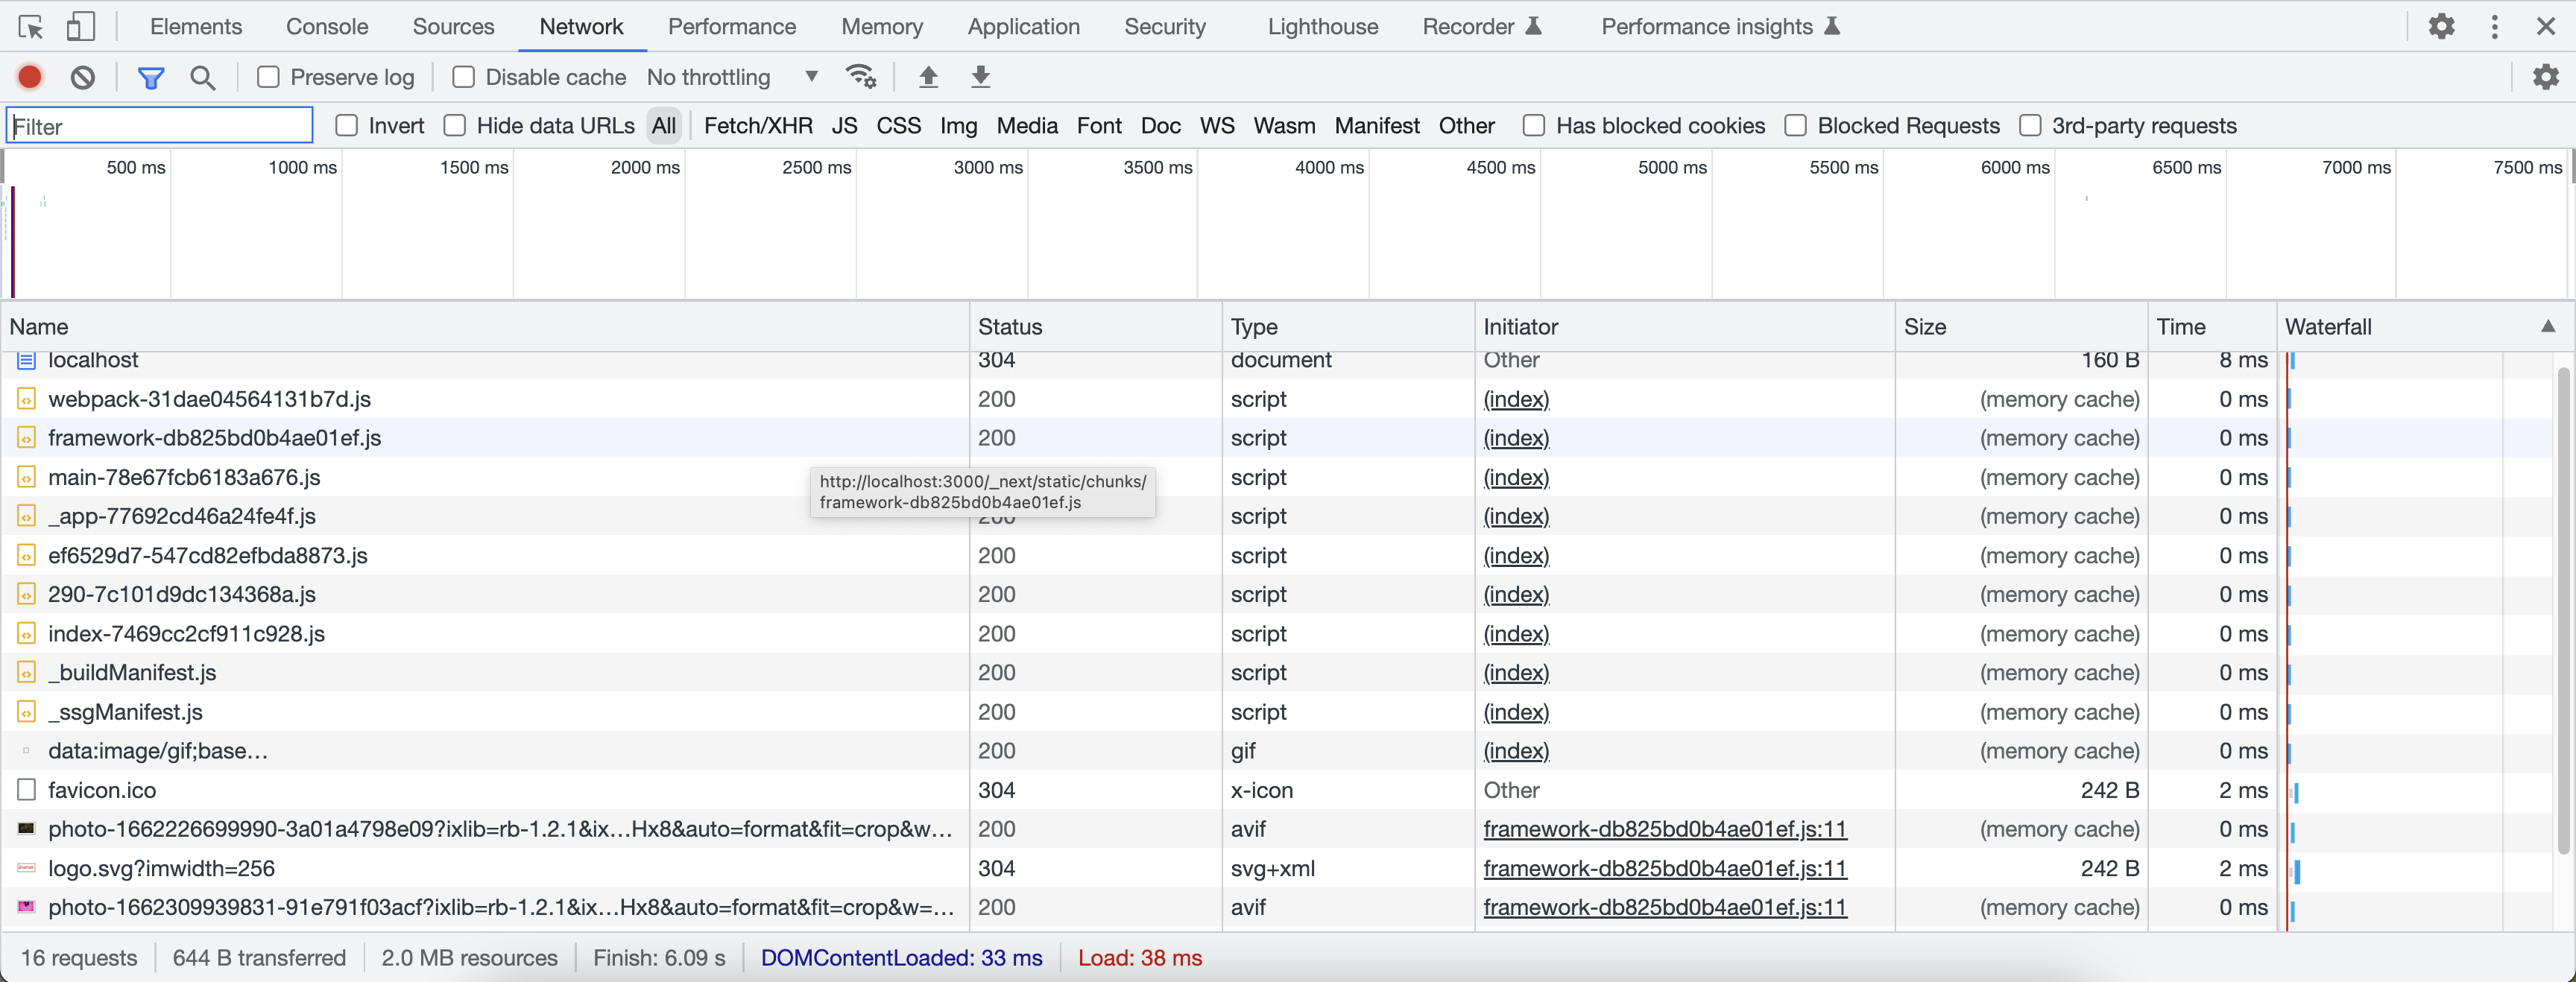 Elements Console Sources Network Performance Memory Application Security Lighthouse Recorder Performance insights
Preserve log Disable cache No throttling
Filter Invert Hide data URLs All Fetch/XHR JS CSS Img Media Font Doc WS Wasm Manifest Other Has blocked cookies Blocked Requests 3rd-party requests
500 ms 1000 ms 1500 ms 2000 ms 2500 ms 3000 ms 3500 ms 4000 ms 4500 ms 5000 ms 5500 ms 6000 ms 6500 ms 7000 ms 7500 ms
Name Status Type Initiator Size Time Waterfall
localhost 304 document Other 160 B 8 ms
webpack-31dae04564131b7d.js 200 script (index) (memory cache) 0 ms
framework-db825bd0b4ae01ef.js 200 script (index) (memory cache) 0 ms
main-78e67fcb6183a676.js script (index) (memory cache) 0 ms
http://localhost:3000/_next/static/chunks/
framework-db825bd0b4ae01ef.js
_app-77692cd46a24fe4f.js 200 script (index) (memory cache) 0 ms
ef6529d7-547cd82efbda8873.js 200 script (index) (memory cache) 0 ms
290-7c101d9dc134368a.js 200 script (index) (memory cache) 0 ms
index-7469cc2cf911c928.js 200 script (index) (memory cache) 0 ms
_buildManifest.js 200 script (index) (memory cache) 0 ms
_ssgManifest.js 200 script (index) (memory cache) 0 ms
data:image/gif;base… 200 gif (index) (memory cache) 0 ms
favicon.ico 304 x-icon Other 242 B 2 ms
photo-1662226699990-3a01a4798e09?ixlib=rb-1.2.1&ix…Hx8&auto=format&fit=crop&w… 200 avif framework-db825bd0b4ae01ef.js:11 (memory cache) 0 ms
logo.svg?imwidth=256 304 svg+xml framework-db825bd0b4ae01ef.js:11 242 B 2 ms
photo-1662309939831-91e791f03acf?ixlib=rb-1.2.1&ix…Hx8&auto=format&fit=crop&w=… 200 avif framework-db825bd0b4ae01ef.js:11 (memory cache) 0 ms
16 requests 644 B transferred 2.0 MB resources Finish: 6.09 s DOMContentLoaded: 33 ms Load: 38 ms